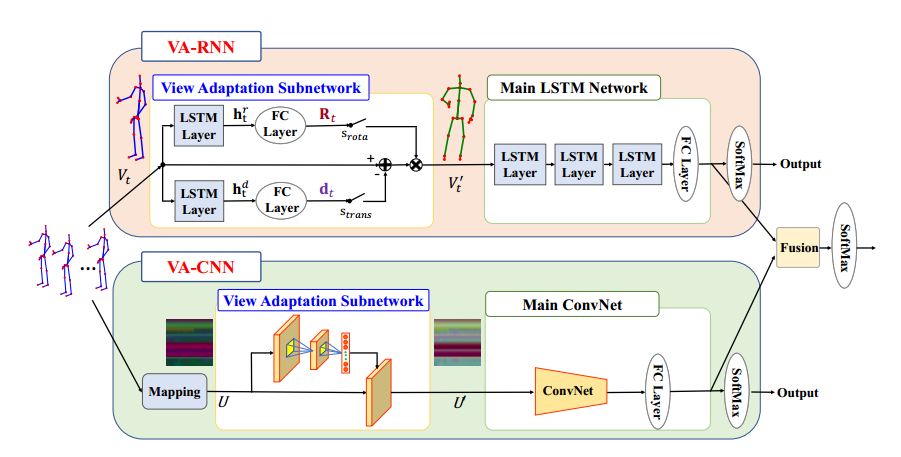 VA-RNN
View Adaptation Subnetwork
Main LSTM Network
LSTM
Layer
h_t^r
FC
Layer
R_t
s_rota
V_t
+
-
V_t'
LSTM
Layer
h_t^d
FC
Layer
d_t
s_trans
LSTM
Layer
LSTM
Layer
LSTM
Layer
FC Layer
SoftMax
Output
...
Fusion
SoftMax
VA-CNN
View Adaptation Subnetwork
Main ConvNet
Mapping
U
U'
ConvNet
FC Layer
SoftMax
Output